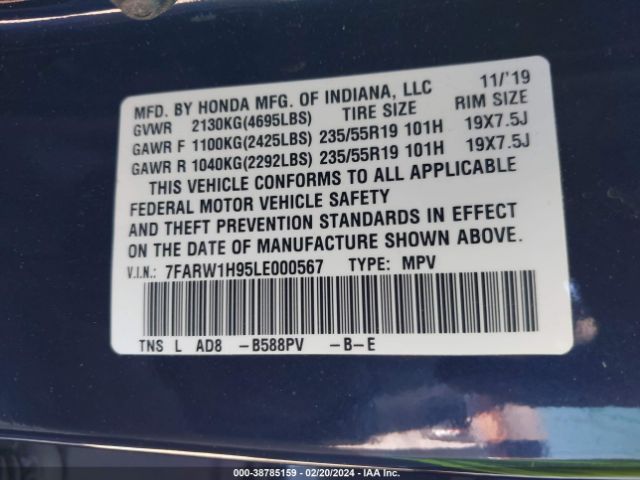 MFD. BY HONDA MFG. OF INDIANA, LLC 11/'19
GVWR 2130KG(4695LBS) TIRE SIZE RIM SIZE
GAWR F 1100KG(2425LBS) 235/55R19 101H 19X7.5J
GAWR R 1040KG(2292LBS) 235/55R19 101H 19X7.5J
THIS VEHICLE CONFORMS TO ALL APPLICABLE
FEDERAL MOTOR VEHICLE SAFETY
AND THEFT PREVENTION STANDARDS IN EFFECT
ON THE DATE OF MANUFACTURE SHOWN ABOVE.
V.I.N.: 7FARW1H95LE000567 TYPE: MPV
TNS L AD8 -B588PV -B-E
000-38785159 - 02/20/2024 - IAA Inc.